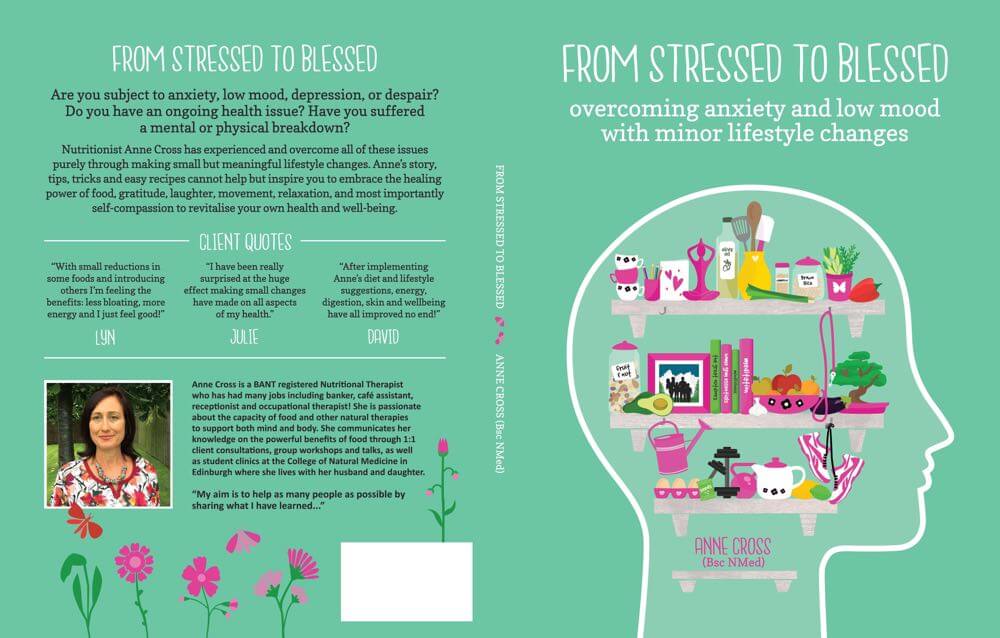 FROM STRESSED TO BLESSED
Are you subject to anxiety, low mood, depression, or despair?
Do you have an ongoing health issue? Have you suffered
a mental or physical breakdown?
Nutritionist Anne Cross has experienced and overcome all of these issues
purely through making small but meaningful lifestyle changes. Anne's story,
tips, tricks and easy recipes cannot help but inspire you to embrace the healing
power of food, gratitude, laughter, movement, relaxation, and most importantly
self-compassion to revitalise your own health and well-being.
CLIENT QUOTES
"With small reductions in
some foods and introducing
others I'm feeling the
benefits: less bloating, more
energy and I just feel good!"
LYN
"I have been really
surprised at the huge
effect making small changes
have made on all aspects
of my health."
JULIE
"After implementing
Anne's diet and lifestyle
suggestions, energy,
digestion, skin and wellbeing
have all improved no end!"
DAVID
Anne Cross is a BANT registered Nutritional Therapist
who has had many jobs including banker, café assistant,
receptionist and occupational therapist! She is passionate
about the capacity of food and other natural therapies
to support both mind and body. She communicates her
knowledge on the powerful benefits of food through 1:1
client consultations, group workshops and talks, as well
as student clinics at the College of Natural Medicine in
Edinburgh where she lives with her husband and daughter.
"My aim is to help as many people as possible by
sharing what I have learned..."
FROM STRESSED TO BLESSED ANNE CROSS (Bsc NMed)
FROM STRESSED TO BLESSED
overcoming anxiety and low mood
with minor lifestyle changes
olive
oil
Brown
Rice
Fruit
& nut
meditation
ANNE CROSS
(Bsc NMed)